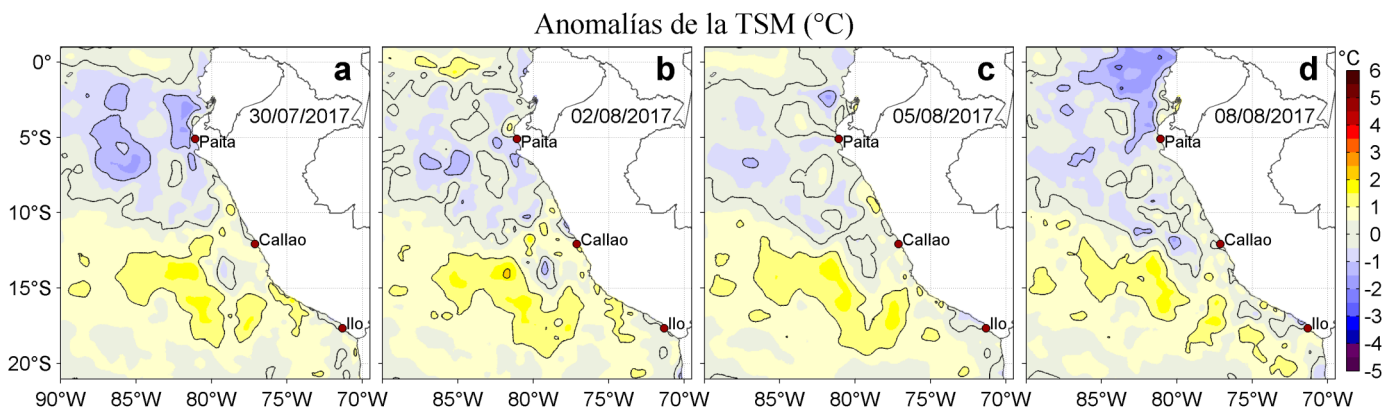 Anomalías de la TSM (°C)
a
30/07/2017
Paita
Callao
Ilo
b
02/08/2017
Paita
Callao
Ilo
c
05/08/2017
Paita
Callao
Ilo
d
08/08/2017
Paita
Callao
Ilo
0°
5°S
10°S
15°S
20°S
90°W 85°W 80°W 75°W 70°W
85°W 80°W 75°W 70°W
85°W 80°W 75°W 70°W
85°W 80°W 75°W 70°W
°C
6
5
4
3
2
1
0
-1
-2
-3
-4
-5